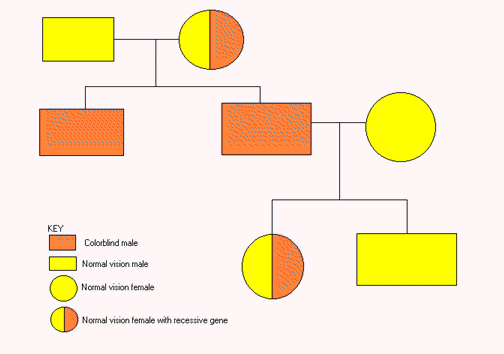 KEY
Colorblind male
Normal vision male
Normal vision female
Normal vision female with recessive gene